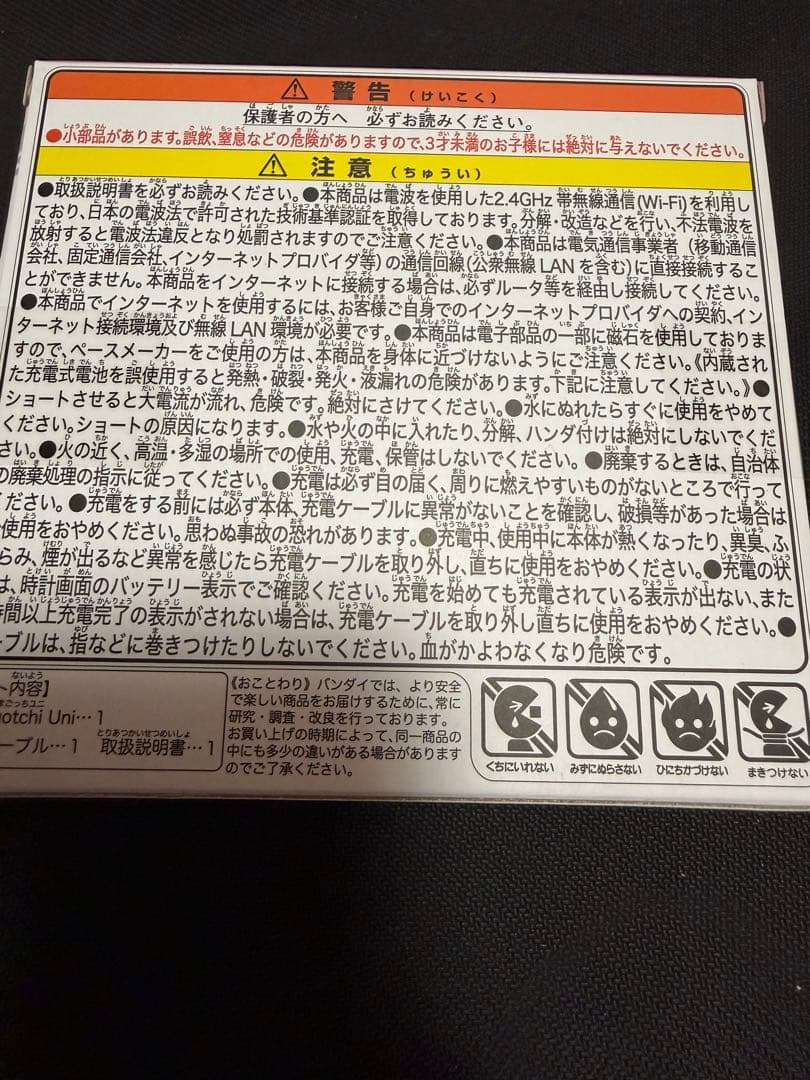 警告（けいこく）
保護者の方へ 必ずお読みください。
●小部品があります。誤飲、窒息などの危険がありますので、3才未満のお子様には絶対に与えないでください。
注意（ちゅうい）
●取扱説明書を必ずお読みください。●本商品は電波を使用した2.4GHz 帯無線通信(Wi-Fi)を利用し
ており、日本の電波法で許可された技術基準認証を取得しております。分解・改造などを行い、不法電波を
放射すると電波法違反となり処罰されますのでご注意ください。●本商品は電気通信事業者（移動通信
会社、固定通信会社、インターネットプロバイダ等）の通信回線（公衆無線LANを含む）に直接接続するこ
とができません。本商品をインターネットに接続する場合は、必ずルータ等を経由し接続してください。
●本商品でインターネットを使用するには、お客様ご自身でのインターネットプロバイダへの契約、イン
ターネット接続環境及び無線LAN環境が必要です。●本商品は電子部品の一部に磁石を使用しておりま
すので、ペースメーカーをご使用の方は、本商品を身体に近づけないようにご注意ください。《内蔵され
た充電式電池を誤使用すると発熱・破裂・発火・液漏れの危険があります。下記に注意してください。》●
ショートさせると大電流が流れ、危険です。絶対にさけてください。●水にぬれたらすぐに使用をやめて
ください。ショートの原因になります。●水や火の中に入れたり、分解、ハンダ付けは絶対にしないでくだ
さい。●火の近く、高温・多湿の場所での使用、充電、保管はしないでください。●廃棄するときは、自治体
の廃棄処理の指示に従ってください。●充電は必ず目の届く、周りに燃えやすいものがないところで行って
ください。●充電をする前には必ず本体、充電ケーブルに異常がないことを確認し、破損等があった場合は
使用をおやめください。思わぬ事故の恐れがあります。●充電中、使用中に本体が熱くなったり、異臭、ふ
らみ、煙が出るなど異常を感じたら充電ケーブルを取り外し、直ちに使用をおやめください。●充電の状
は、時計画面のバッテリー表示でご確認ください。充電を始めても充電されている表示が出ない、また
時間以上充電完了の表示がされない場合は、充電ケーブルを取り外し直ちに使用をおやめください。●
ーブルは、指などに巻きつけたりしないでください。血がかよわなくなり危険です。
ト内容】
まごっちユニ
gotchi Uni…1
ーブル…1 取扱説明書…1
《おことわり》バンダイでは、より安全
で楽しい商品をお届けするために、常に
研究・調査・改良を行っております。
お買い上げの時期によって、同一商品の
中にも多少の違いがある場合があります
のでご了承ください。
くちにいれない
みずにぬらさない
ひにちかづけない
まきつけない